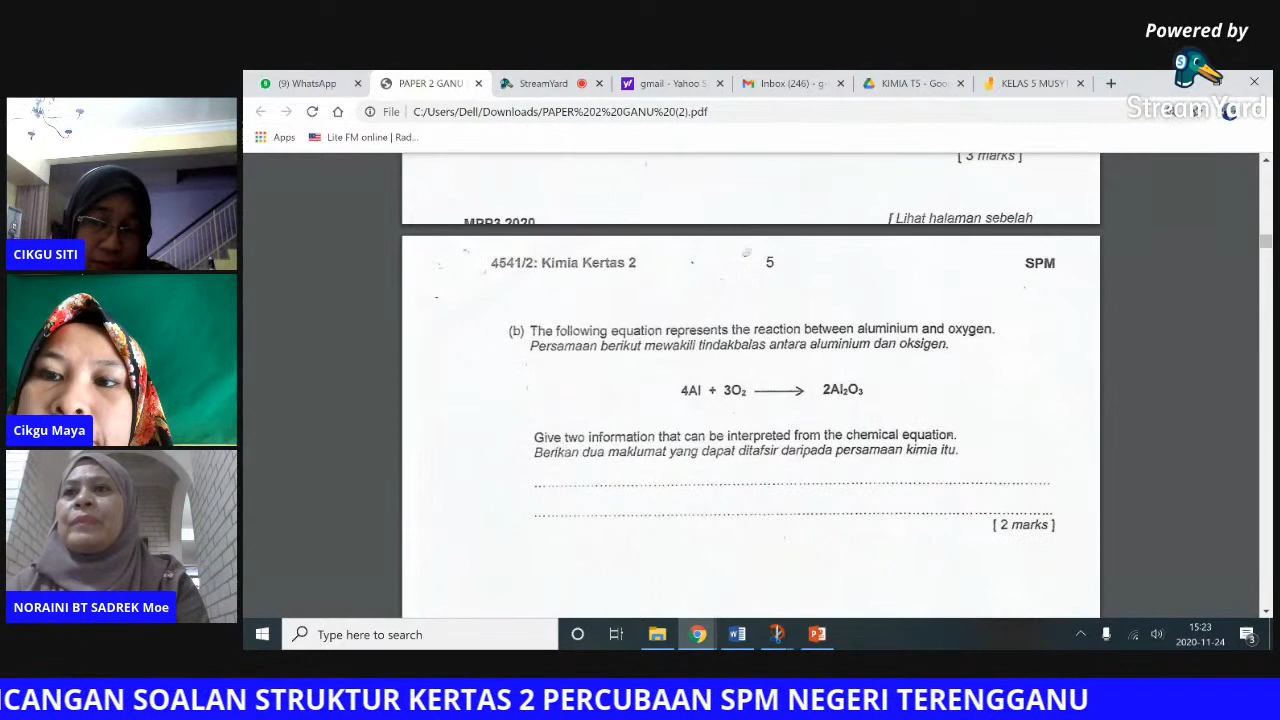 Powered by
StreamYard
(9) WhatsApp
PAPER 2 GANU
StreamYard
gmail - Yahoo S
Inbox (246) - g
KIMIA T5 - Goo
KELAS 5 MUSY
File C:/Users/Dell/Downloads/PAPER%202%20GANU%20(2).pdf
Apps Lite FM online | Rad...
[ 3 marks ]
MPP3 2020
[ Lihat halaman sebelah
4541/2: Kimia Kertas 2 5 SPM
(b) The following equation represents the reaction between aluminium and oxygen.
Persamaan berikut mewakili tindakbalas antara aluminium dan oksigen.
4Al + 3O₂ ⟶ 2Al₂O₃
Give two information that can be interpreted from the chemical equation.
Berikan dua maklumat yang dapat ditafsir daripada persamaan kimia itu.
[ 2 marks ]
CIKGU SITI
Cikgu Maya
NORAINI BT SADREK Moe
Type here to search
15:23
2020-11-24
3
NCANGAN SOALAN STRUKTUR KERTAS 2 PERCUBAAN SPM NEGERI TERENGGANU